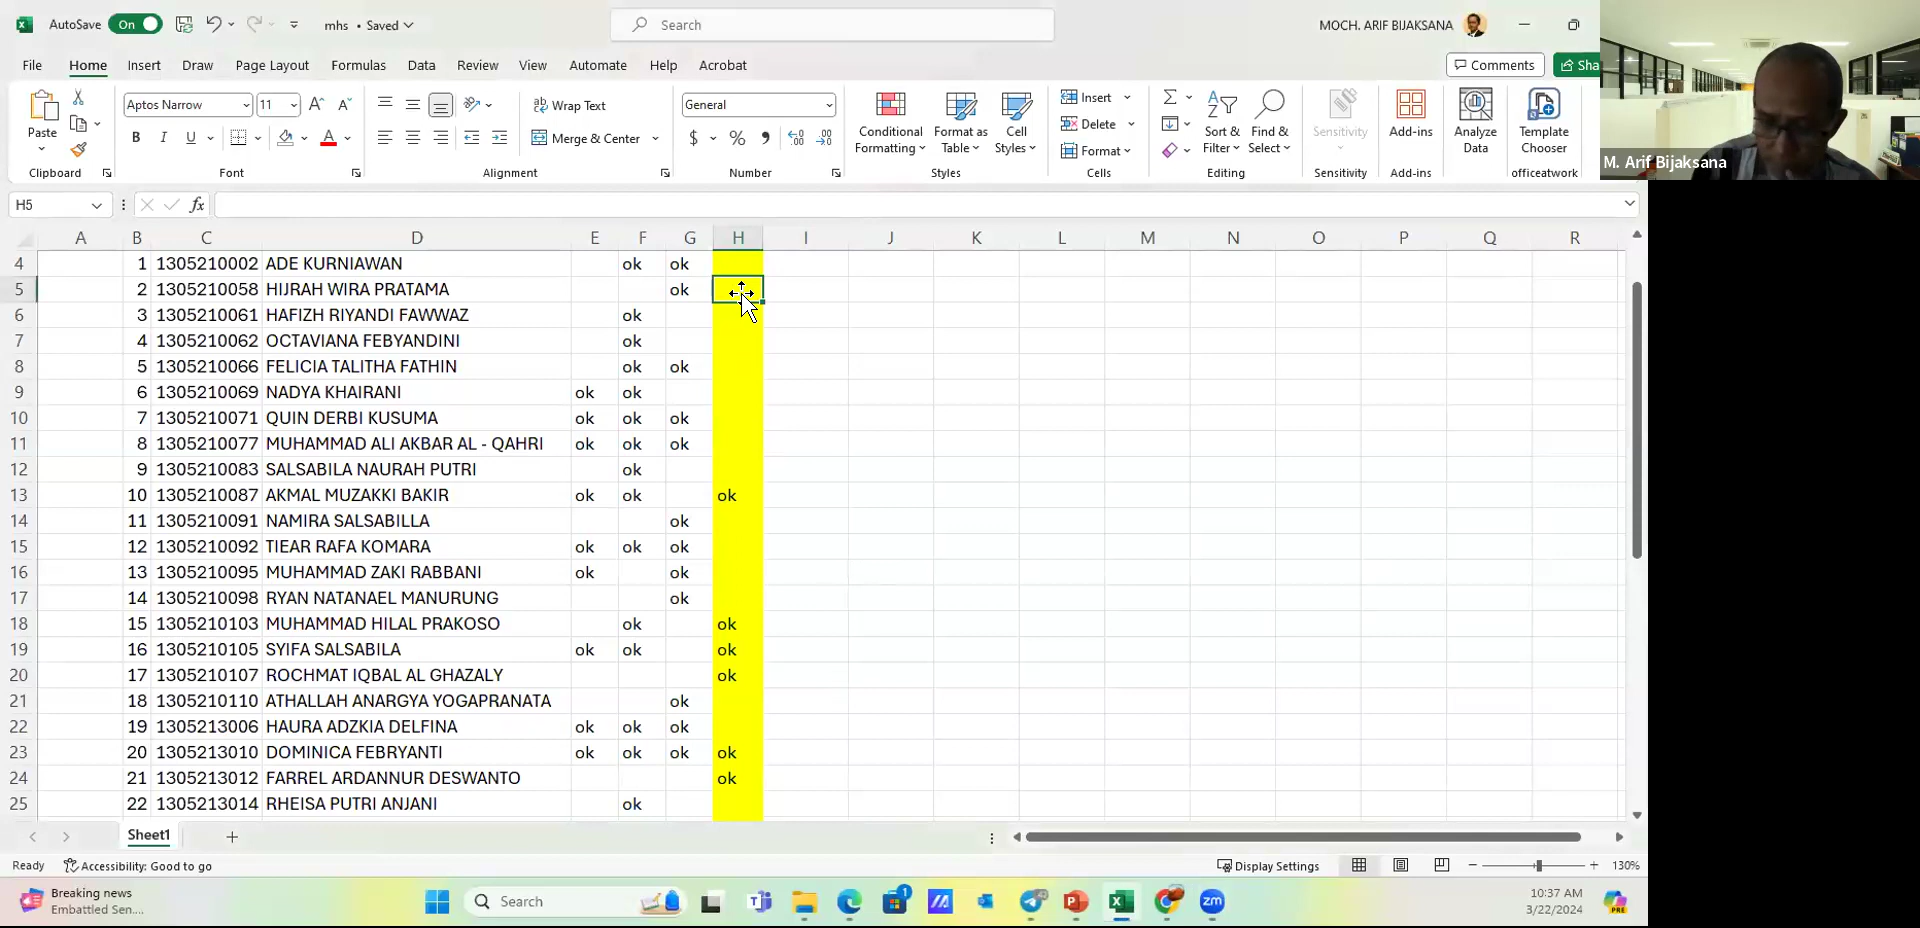 AutoSave On mhs • Saved Search MOCH. ARIF BIJAKSANA
File Home Insert Draw Page Layout Formulas Data Review View Automate Help Acrobat Comments Sha
Paste Aptos Narrow 11 Wrap Text General Conditional Formatting Format as Table Cell Styles Insert Sort & Filter Find & Select Sensitivity Add-ins Analyze Data Template Chooser
B I U Merge & Center $ % Delete
Format
Clipboard Font Alignment Number Styles Cells Editing Sensitivity Add-ins officeatwork
M. Arif Bijaksana
H5 fx
A B C D E F G H I J K L M N O P Q R
4 1 1305210002 ADE KURNIAWAN ok ok
5 2 1305210058 HIJRAH WIRA PRATAMA ok
6 3 1305210061 HAFIZH RIYANDI FAWWAZ ok
7 4 1305210062 OCTAVIANA FEBYANDINI ok
8 5 1305210066 FELICIA TALITHA FATHIN ok ok
9 6 1305210069 NADYA KHAIRANI ok ok
10 7 1305210071 QUIN DERBI KUSUMA ok ok ok
11 8 1305210077 MUHAMMAD ALI AKBAR AL - QAHRI ok ok ok
12 9 1305210083 SALSABILA NAURAH PUTRI ok
13 10 1305210087 AKMAL MUZAKKI BAKIR ok ok ok
14 11 1305210091 NAMIRA SALSABILLA ok
15 12 1305210092 TIEAR RAFA KOMARA ok ok ok
16 13 1305210095 MUHAMMAD ZAKI RABBANI ok ok
17 14 1305210098 RYAN NATANAEL MANURUNG ok
18 15 1305210103 MUHAMMAD HILAL PRAKOSO ok ok
19 16 1305210105 SYIFA SALSABILA ok ok ok
20 17 1305210107 ROCHMAT IQBAL AL GHAZALY ok
21 18 1305210110 ATHALLAH ANARGYA YOGAPRANATA ok
22 19 1305213006 HAURA ADZKIA DELFINA ok ok ok
23 20 1305213010 DOMINICA FEBRYANTI ok ok ok ok
24 21 1305213012 FARREL ARDANNUR DESWANTO ok
25 22 1305213014 RHEISA PUTRI ANJANI ok
Sheet1
Ready Accessibility: Good to go Display Settings 130%
Breaking news
Embattled Sen....
Search
10:37 AM
3/22/2024